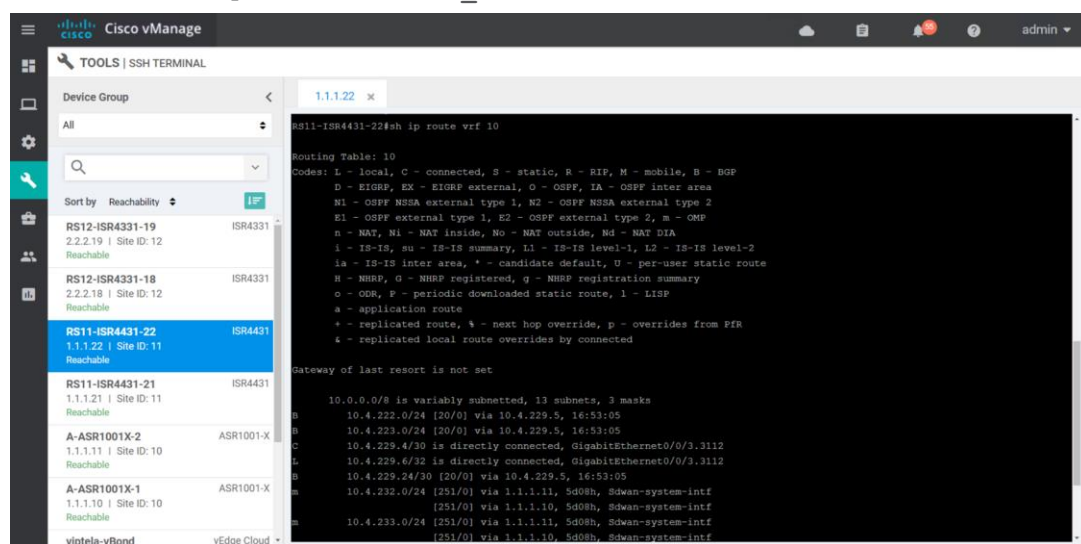 cisco Cisco vManage
55
admin
TOOLS | SSH TERMINAL
Device Group
All
Sort by Reachability
RS12-ISR4331-19 ISR4331
2.2.2.19 | Site ID: 12
Reachable
RS12-ISR4331-18 ISR4331
2.2.2.18 | Site ID: 12
Reachable
RS11-ISR4431-22 ISR4431
1.1.1.22 | Site ID: 11
Reachable
RS11-ISR4431-21 ISR4431
1.1.1.21 | Site ID: 11
Reachable
A-ASR1001X-2 ASR1001-X
1.1.1.11 | Site ID: 10
Reachable
A-ASR1001X-1 ASR1001-X
1.1.1.10 | Site ID: 10
Reachable
viptela-vBond vEdge Cloud
1.1.1.22 ×
RS11-ISR4431-22#sh ip route vrf 10
Routing Table: 10
Codes: L - local, C - connected, S - static, R - RIP, M - mobile, B - BGP
D - EIGRP, EX - EIGRP external, O - OSPF, IA - OSPF inter area
N1 - OSPF NSSA external type 1, N2 - OSPF NSSA external type 2
E1 - OSPF external type 1, E2 - OSPF external type 2, m - OMP
n - NAT, Ni - NAT inside, No - NAT outside, Nd - NAT DIA
i - IS-IS, su - IS-IS summary, L1 - IS-IS level-1, L2 - IS-IS level-2
ia - IS-IS inter area, * - candidate default, U - per-user static route
H - NHRP, G - NHRP registered, g - NHRP registration summary
o - ODR, P - periodic downloaded static route, l - LISP
a - application route
+ - replicated route, % - next hop override, p - overrides from PfR
& - replicated local route overrides by connected
Gateway of last resort is not set
10.0.0.0/8 is variably subnetted, 13 subnets, 3 masks
B 10.4.222.0/24 [20/0] via 10.4.229.5, 16:53:05
B 10.4.223.0/24 [20/0] via 10.4.229.5, 16:53:05
C 10.4.229.4/30 is directly connected, GigabitEthernet0/0/3.3112
L 10.4.229.6/32 is directly connected, GigabitEthernet0/0/3.3112
B 10.4.229.24/30 [20/0] via 10.4.229.5, 16:53:05
m 10.4.232.0/24 [251/0] via 1.1.1.11, 5d08h, Sdwan-system-intf
[251/0] via 1.1.1.10, 5d08h, Sdwan-system-intf
m 10.4.233.0/24 [251/0] via 1.1.1.11, 5d08h, Sdwan-system-intf
[251/0] via 1.1.1.10, 5d08h, Sdwan-system-intf